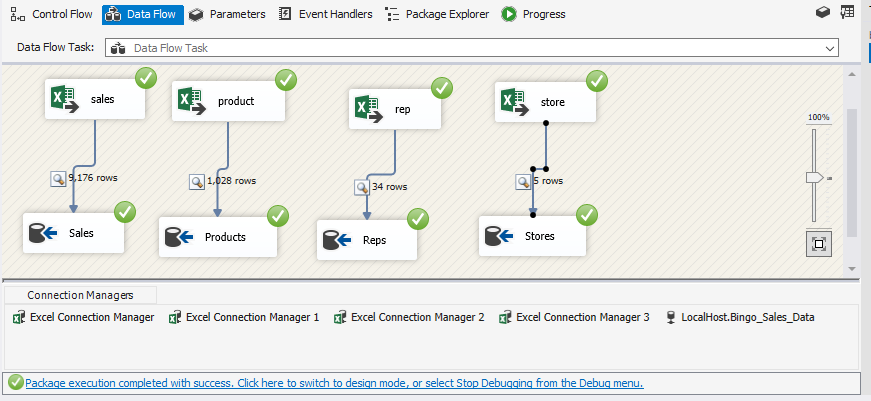 Control Flow Data Flow Parameters Event Handlers Package Explorer Progress
Data Flow Task: Data Flow Task
sales product rep store
100%
9,176 rows 1,028 rows 34 rows 5 rows
Sales Products Reps Stores
Connection Managers
Excel Connection Manager Excel Connection Manager 1 Excel Connection Manager 2 Excel Connection Manager 3 LocalHost.Bingo_Sales_Data
Package execution completed with success. Click here to switch to design mode, or select Stop Debugging from the Debug menu.